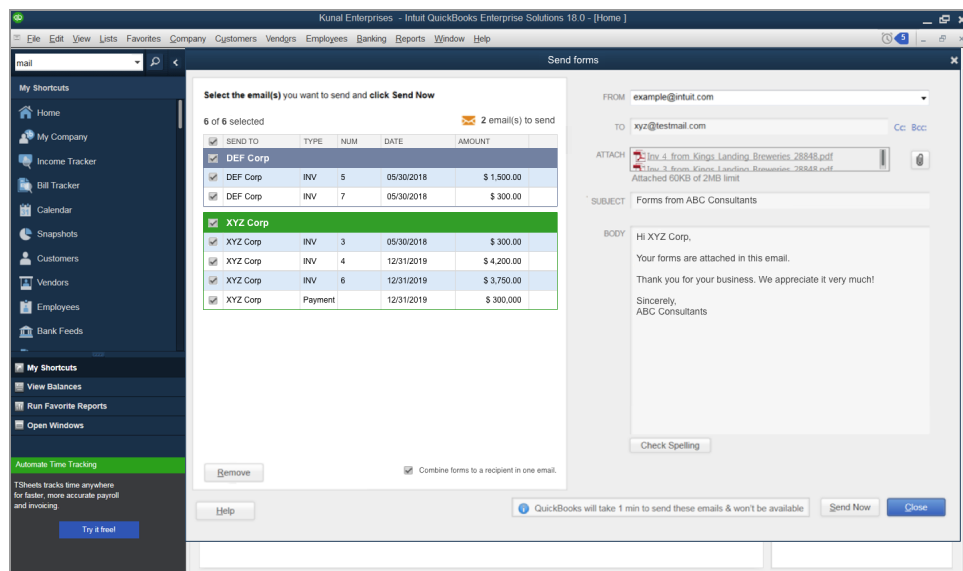 Kunal Enterprises - Intuit QuickBooks Enterprise Solutions 18.0 - [Home ]
File Edit View Lists Favorites Company Customers Vendors Employees Banking Reports Window Help
5
mail
Send forms
My Shortcuts
Home
My Company
Income Tracker
Bill Tracker
Calendar
Snapshots
Customers
Vendors
Employees
Bank Feeds
My Shortcuts
View Balances
Run Favorite Reports
Open Windows
Automate Time Tracking
TSheets tracks time anywhere
for faster, more accurate payroll
and invoicing.
Try it free!
Select the email(s) you want to send and click Send Now
6 of 6 selected
2 email(s) to send
SEND TO TYPE NUM DATE AMOUNT
DEF Corp
DEF Corp INV 5 05/30/2018 $ 1,500.00
DEF Corp INV 7 05/30/2018 $ 300.00
XYZ Corp
XYZ Corp INV 3 05/30/2018 $ 300.00
XYZ Corp INV 4 12/31/2019 $ 4,200.00
XYZ Corp INV 6 12/31/2019 $ 3,750.00
XYZ Corp Payment 12/31/2019 $ 300,000
Remove
Combine forms to a recipient in one email.
FROM example@intuit.com
TO xyz@testmail.com Cc: Bcc:
ATTACH Inv_4_from_Kings_Landing_Breweries_28848.pdf
Inv_3_from_Kings_Landing_Breweries_28848.pdf
Attached 60KB of 2MB limit
SUBJECT Forms from ABC Consultants
BODY Hi XYZ Corp,
Your forms are attached in this email.
Thank you for your business. We appreciate it very much!
Sincerely,
ABC Consultants
Check Spelling
Help
QuickBooks will take 1 min to send these emails & won't be available
Send Now
Close